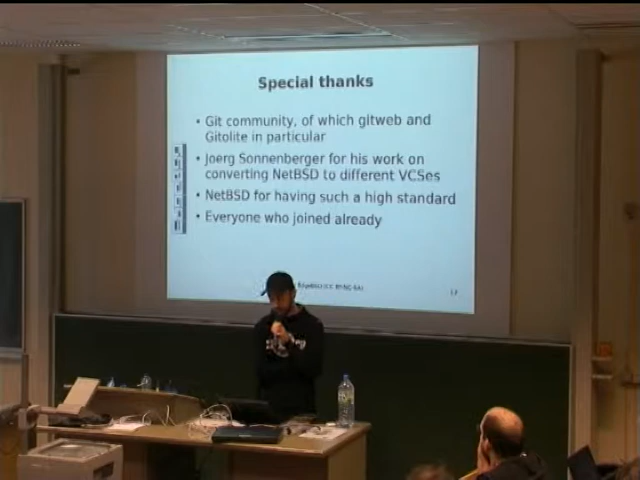 Special thanks
• Git community, of which gitweb and
Gitolite in particular
• Joerg Sonnenberger for his work on
converting NetBSD to different VCSes
• NetBSD for having such a high standard
• Everyone who joined already